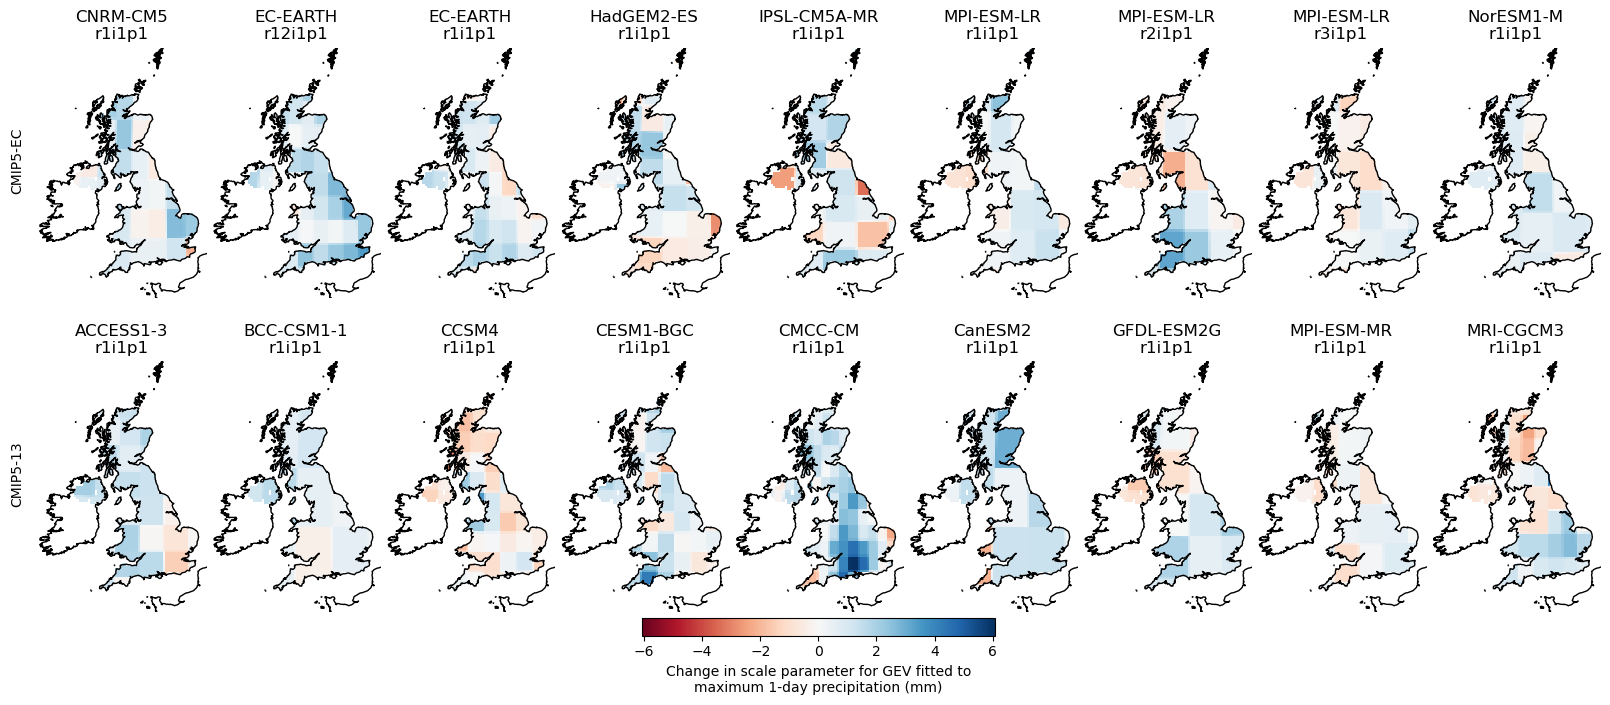 CNRM-CM5 EC-EARTH EC-EARTH HadGEM2-ES IPSL-CM5A-MR MPI-ESM-LR MPI-ESM-LR MPI-ESM-LR NorESM1-M
r1i1p1 r12i1p1 r1i1p1 r1i1p1 r1i1p1 r1i1p1 r2i1p1 r3i1p1 r1i1p1
CMIP5-EC
ACCESS1-3 BCC-CSM1-1 CCSM4 CESM1-BGC CMCC-CM CanESM2 GFDL-ESM2G MPI-ESM-MR MRI-CGCM3
r1i1p1 r1i1p1 r1i1p1 r1i1p1 r1i1p1 r1i1p1 r1i1p1 r1i1p1 r1i1p1
CMIP5-13
−6 −4 −2 0 2 4 6
Change in scale parameter for GEV fitted to
maximum 1-day precipitation (mm)